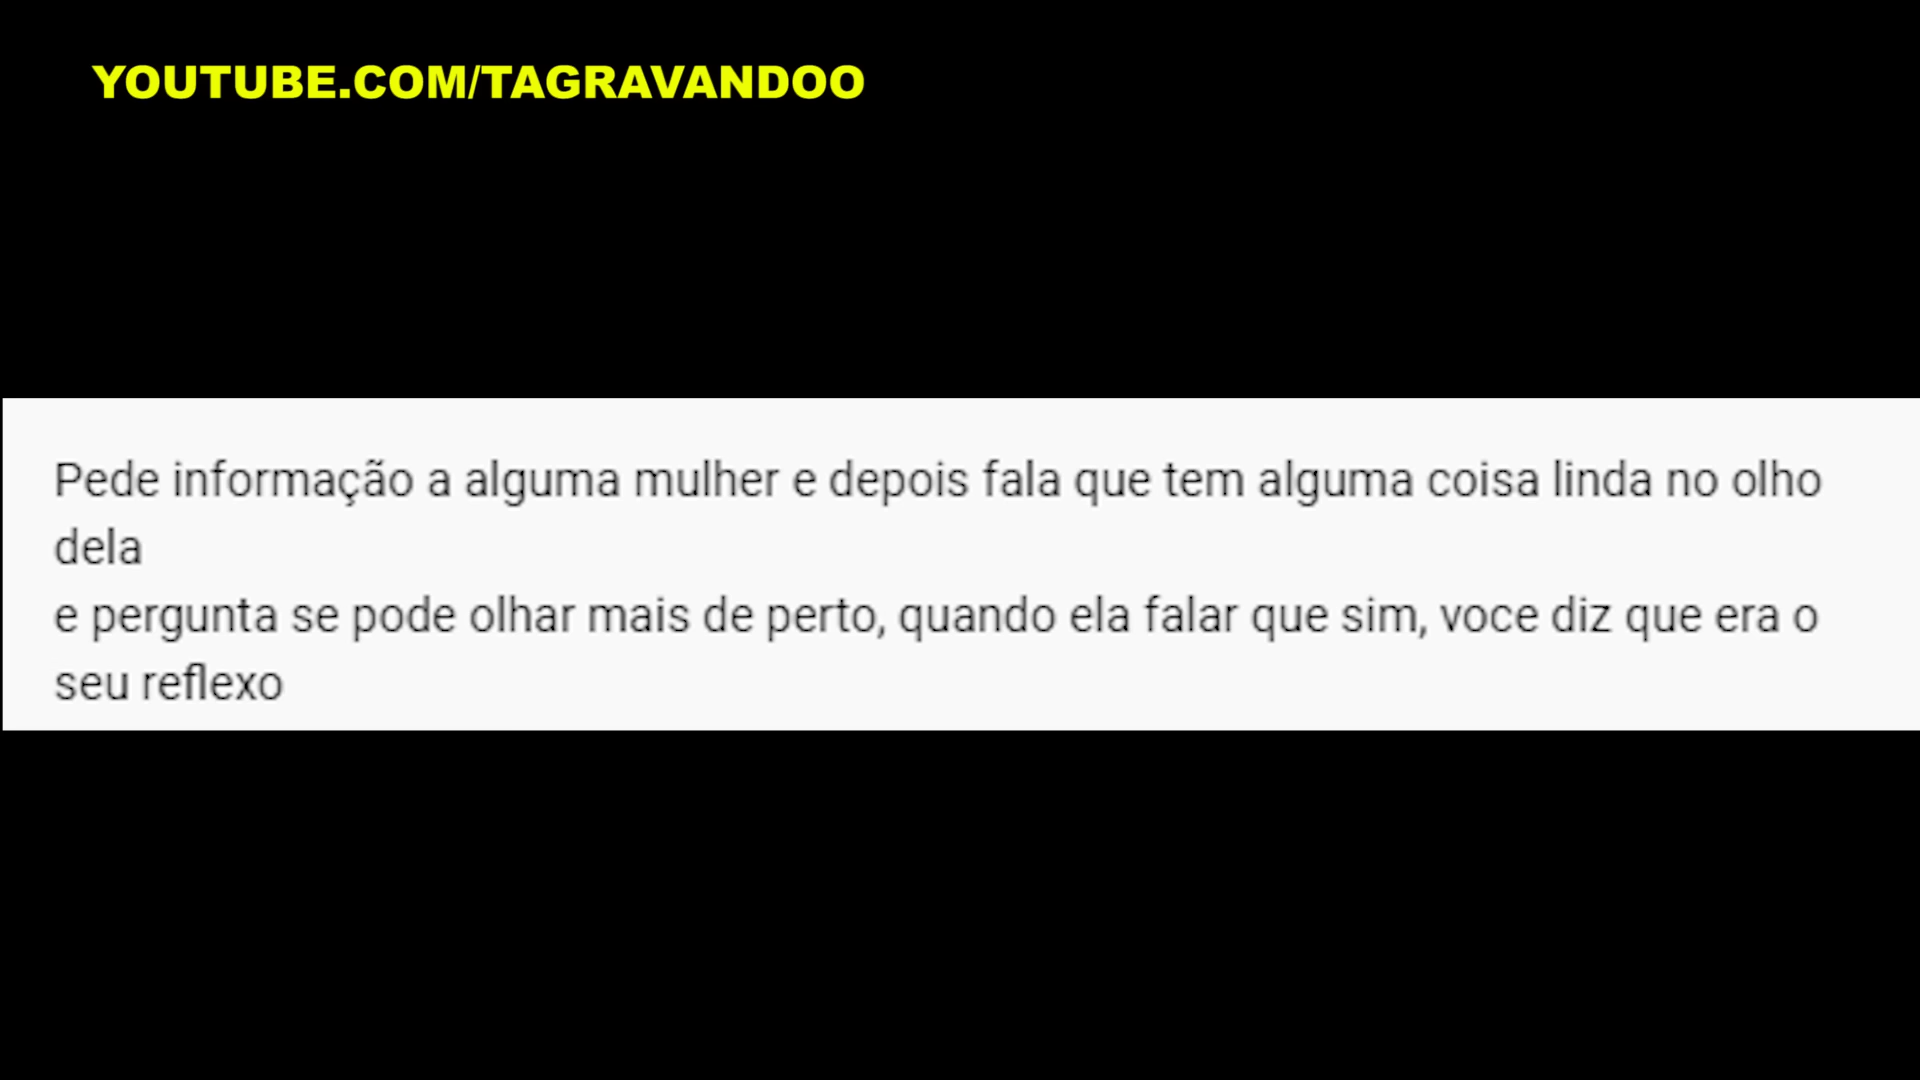 YOUTUBE.COM/TAGRAVANDOO
Pede informação a alguma mulher e depois fala que tem alguma coisa linda no olho
dela
e pergunta se pode olhar mais de perto, quando ela falar que sim, voce diz que era o
seu reflexo